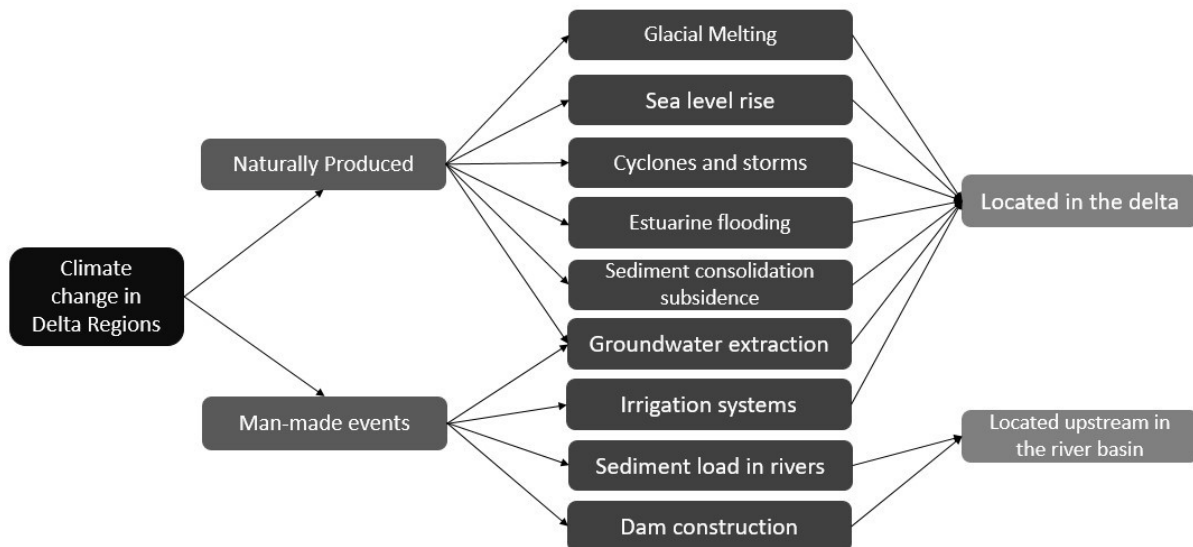 Glacial Melting
Sea level rise
Naturally Produced
Cyclones and storms
Located in the delta
Estuarine flooding
Climate
change in
Delta Regions
Sediment consolidation
subsidence
Groundwater extraction
Man-made events
Irrigation systems
Located upstream in
the river basin
Sediment load in rivers
Dam construction